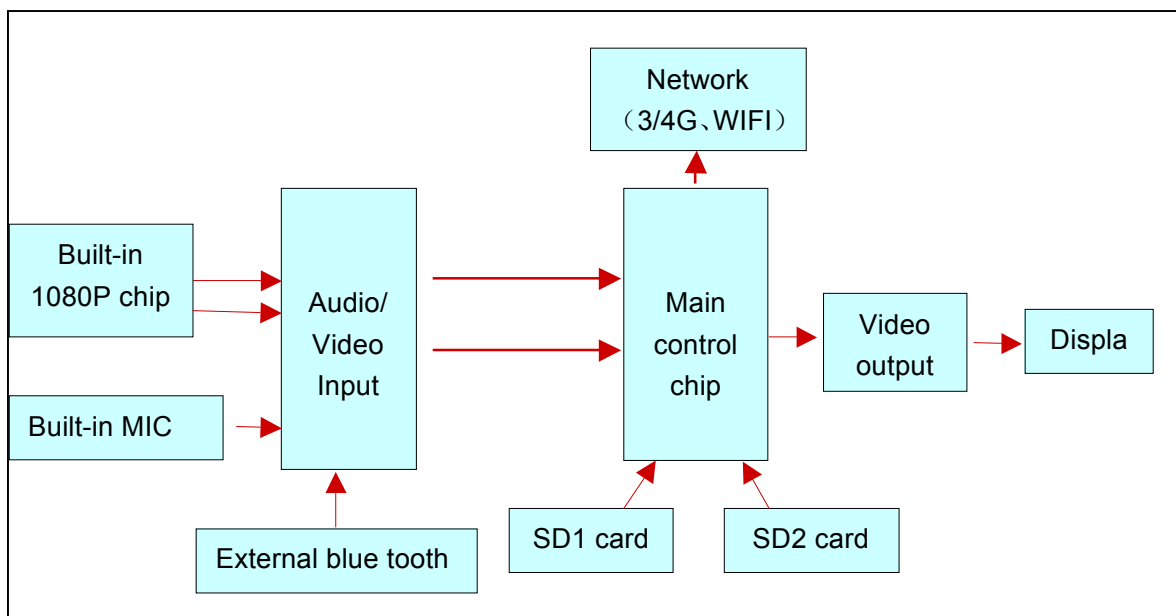 Network
（3/4G、WIFI）
Built-in
1080P chip
Audio/
Video
Input
Main
control
chip
Video
output
Displa
Built-in MIC
External blue tooth
SD1 card
SD2 card